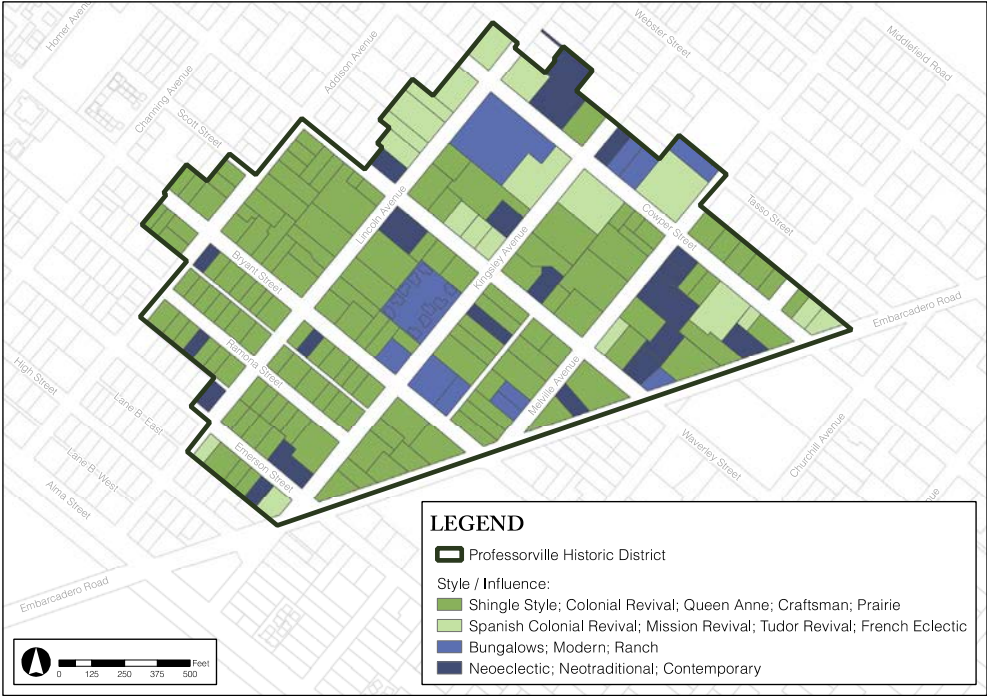 Homer Avenue
Channing Avenue
Scott Street
Addison Avenue
Webster Street
Middlefield Road
Lincoln Avenue
Kingsley Avenue
Cowper Street
Tasso Street
Embarcadero Road
Bryant Street
Ramona Street
Emerson Street
Melville Avenue
High Street
Lane B East
Lane B West
Alma Street
Waverley Street
Churchill Avenue
Embarcadero Road
LEGEND
Professorville Historic District
Style / Influence:
Shingle Style; Colonial Revival; Queen Anne; Craftsman; Prairie
Spanish Colonial Revival; Mission Revival; Tudor Revival; French Eclectic
Bungalows; Modern; Ranch
Neoeclectic; Neotraditional; Contemporary
Feet
0 125 250 375 500